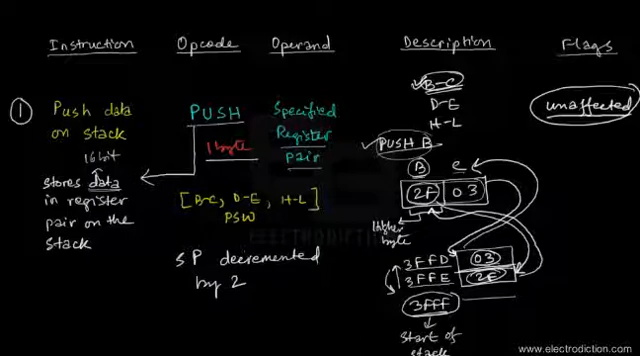 Instruction Opcode Operand Description Flags
① Push data on stack
16 bit
stores data in register pair on the stack
PUSH
1 byte
[B-C, D-E, H-L]
PSW
SP decremented by 2
Specified Register pair
B-C
D-E
H-L
PUSH B
B C
2F 03
Higher byte
3FFD 03
3FFE 2F
3FFF
start of stack
unaffected
ELECTRODICTION
www.electrodiction.com